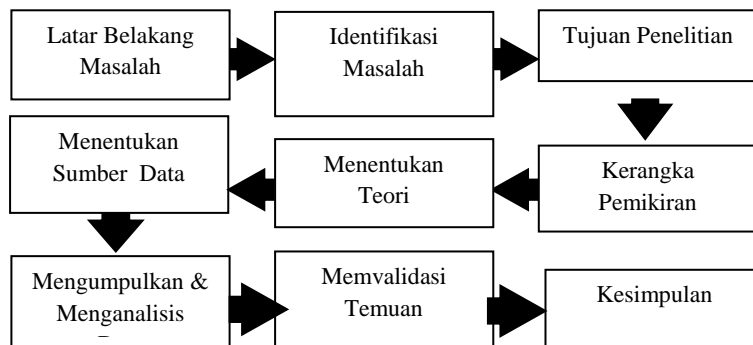 Latar Belakang
Masalah
Identifikasi
Masalah
Tujuan Penelitian
Kerangka
Pemikiran
Menentukan
Teori
Menentukan
Sumber Data
Mengumpulkan &
Menganalisis
Memvalidasi
Temuan
Kesimpulan